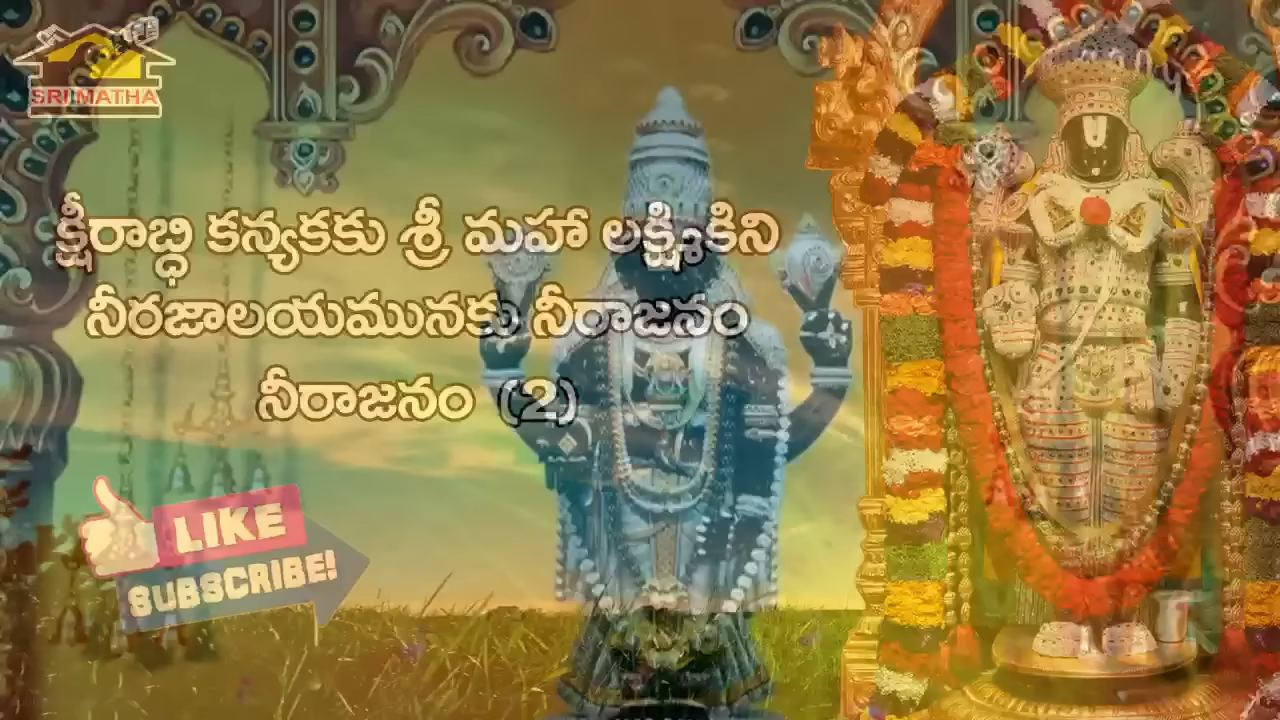 SRI MATHA
క్షీరాబ్ధి కన్యకకు శ్రీ మహా లక్ష్మికిని
నీరజాలయమునకు నీరాజనం
నీరాజనం (2)
LIKE
SUBSCRIBE!